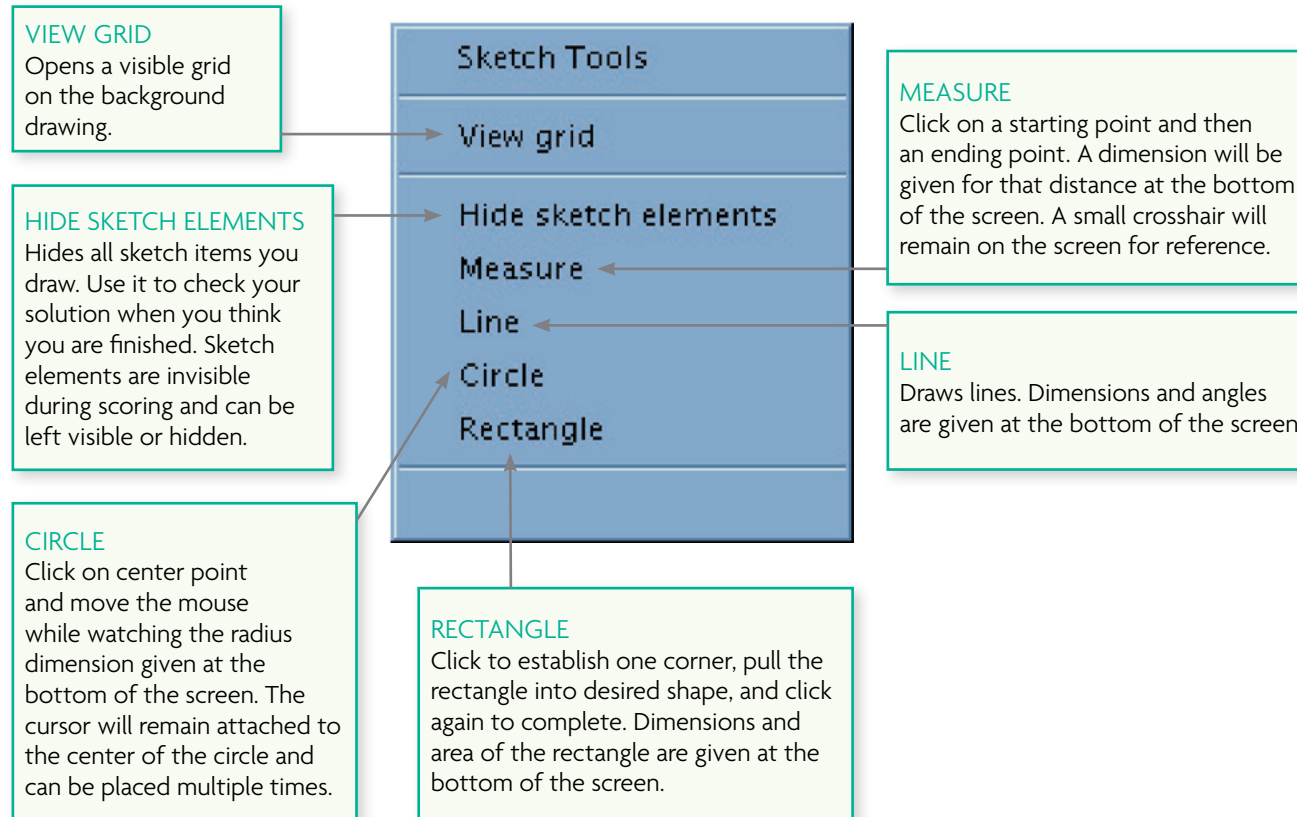 VIEW GRID
Opens a visible grid
on the background
drawing.
HIDE SKETCH ELEMENTS
Hides all sketch items you
draw. Use it to check your
solution when you think
you are finished. Sketch
elements are invisible
during scoring and can be
left visible or hidden.
CIRCLE
Click on center point
and move the mouse
while watching the radius
dimension given at the
bottom of the screen. The
cursor will remain attached to
the center of the circle and
can be placed multiple times.
Sketch Tools
View grid
Hide sketch elements
Measure
Line
Circle
Rectangle
RECTANGLE
Click to establish one corner, pull the
rectangle into desired shape, and click
again to complete. Dimensions and
area of the rectangle are given at the
bottom of the screen.
MEASURE
Click on a starting point and then
an ending point. A dimension will be
given for that distance at the bottom
of the screen. A small crosshair will
remain on the screen for reference.
LINE
Draws lines. Dimensions and angles
are given at the bottom of the screen